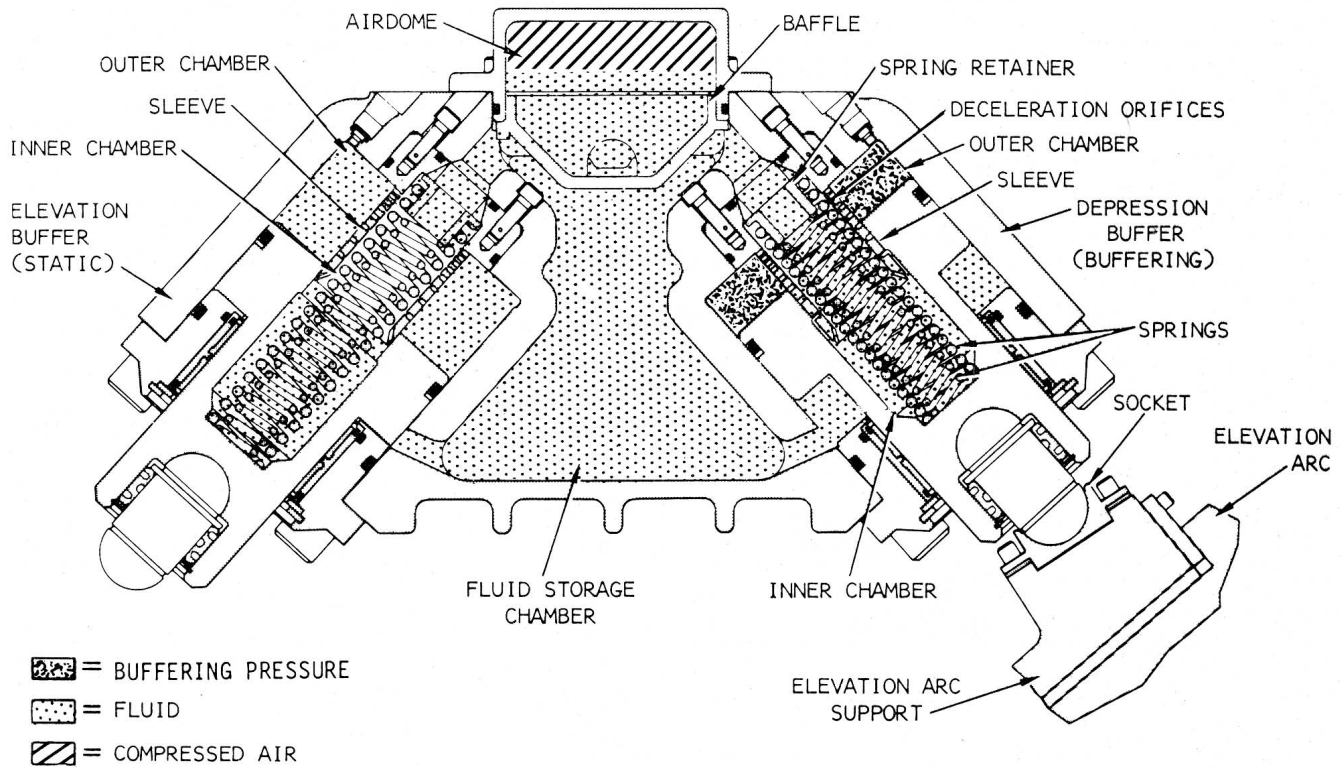 AIRDOME
BAFFLE
OUTER CHAMBER
SPRING RETAINER
SLEEVE
DECELERATION ORIFICES
INNER CHAMBER
OUTER CHAMBER
SLEEVE
ELEVATION
BUFFER
(STATIC)
DEPRESSION
BUFFER
(BUFFERING)
SPRINGS
SOCKET
ELEVATION
ARC
FLUID STORAGE
CHAMBER
INNER CHAMBER
ELEVATION ARC
SUPPORT
= BUFFERING PRESSURE
= FLUID
= COMPRESSED AIR